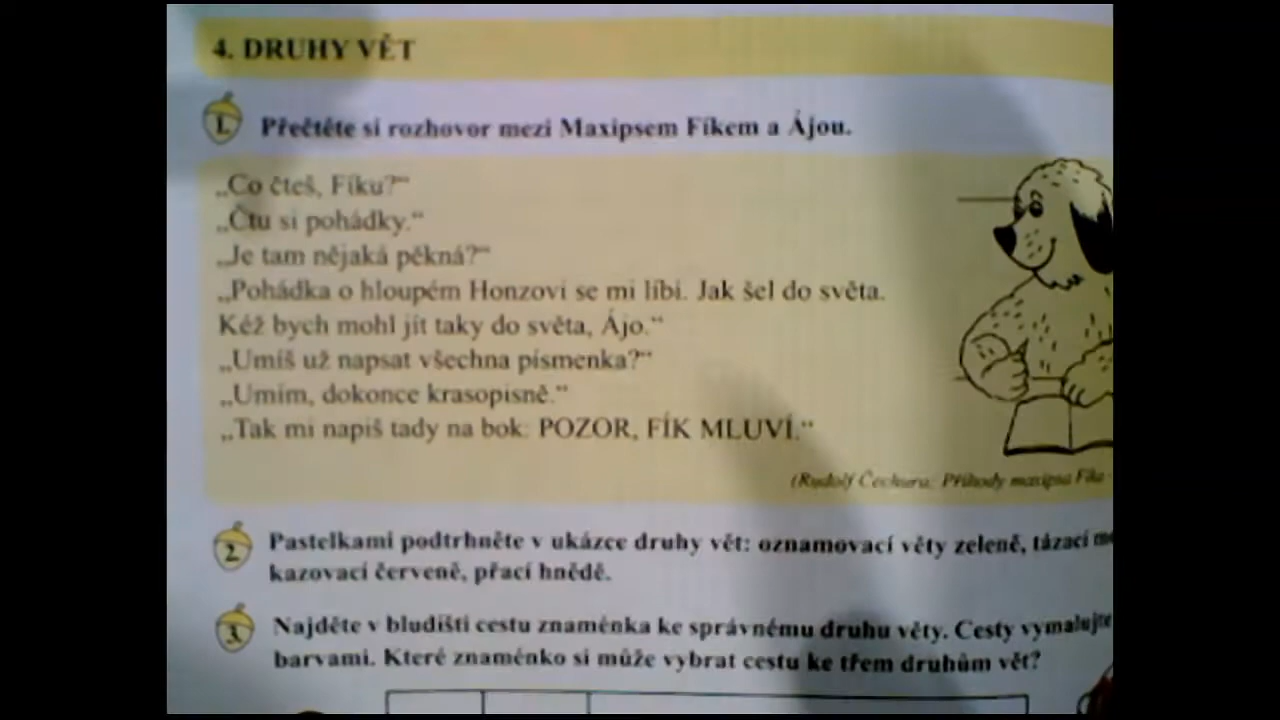 4. DRUHY VĚT
1. Přečtěte si rozhovor mezi Maxipsem Fíkem a Ájou.
„Co čteš, Fíku?“
„Čtu si pohádky.“
„Je tam nějaká pěkná?“
„Pohádka o hloupém Honzovi se mi líbí. Jak šel do světa.
Kéž bych mohl jít taky do světa, Ájo.“
„Umíš už napsat všechna písmenka?“
„Umím, dokonce krasopisně.“
„Tak mi napiš tady na bok: POZOR, FÍK MLUVÍ.“
(Rudolf Čechura: Příhody maxipsa Fíka
2. Pastelkami podtrhněte v ukázce druhy vět: oznamovací věty zeleně, tázací
kazovací červeně, přací hnědě.
3. Najděte v bludišti cestu znaménka ke správnému druhu věty. Cesty vymalujte
barvami. Které znaménko si může vybrat cestu ke třem druhům vět?